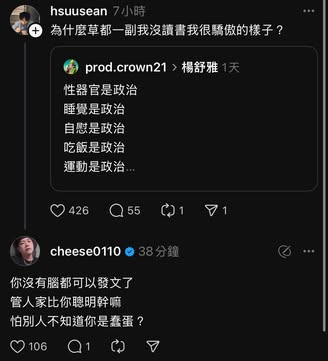 hsuusean 7小時
為什麼草都一副我沒讀書我很驕傲的樣子？
prod.crown21 > 楊舒雅 1天
性器官是政治
睡覺是政治
自慰是政治
吃飯是政治
運動是政治...
426 55 1 1
cheese0110 38分鐘
你沒有腦都可以發文了
管人家比你聰明幹嘛
怕別人不知道你是蠢蛋？
106 1